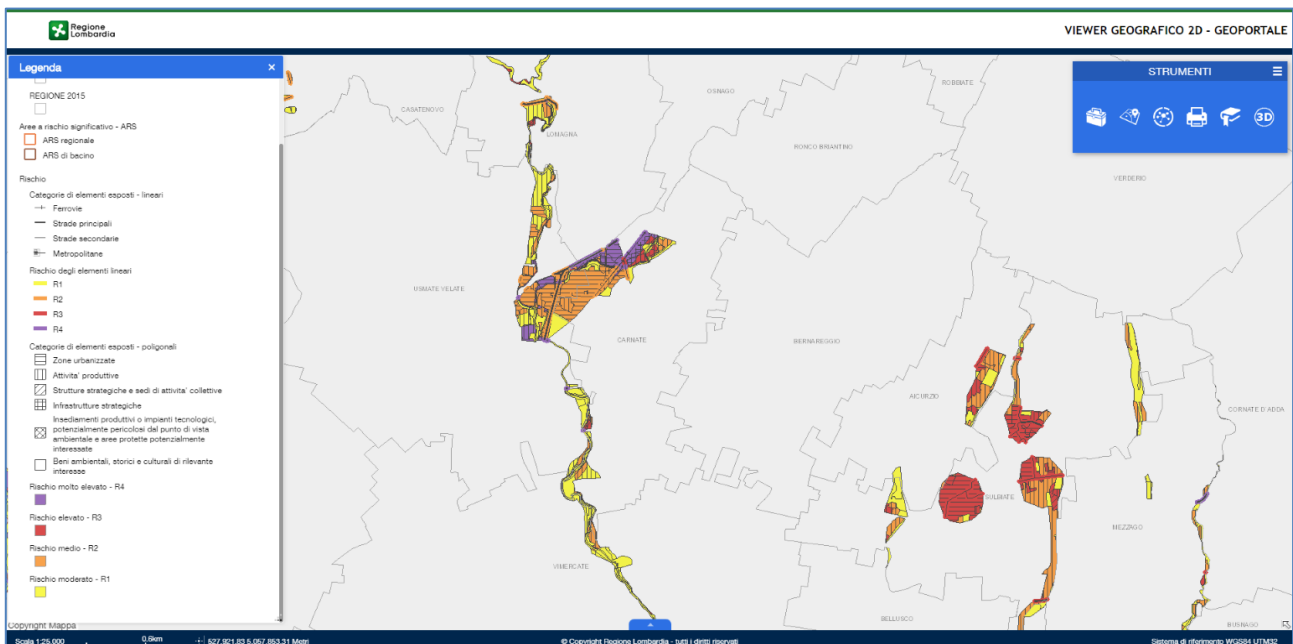 Regione
Lombardia
VIEWER GEOGRAFICO 2D - GEOPORTALE
Legenda
×
REGIONE 2015
Aree a rischio significativo - ARS
ARS regionale
ARS di bacino
Rischio
Categorie di elementi esposti - lineari
Ferrovie
Strade principali
Strade secondarie
Metropolitane
Rischio degli elementi lineari
R1
R2
R3
R4
Categorie di elementi esposti - poligonali
Zone urbanizzate
Attivita' produttive
Strutture strategiche e sedi di attivita' collettive
Infrastrutture strategiche
Insediamenti produttivi o impianti tecnologici,
potenzialmente pericolosi dal punto di vista
ambientale e aree protette potenzialmente
interessate
Beni ambientali, storici e culturali di rilevante
interesse
Rischio molto elevato - R4
Rischio elevato - R3
Rischio medio - R2
Rischio moderato - R1
STRUMENTI
3D
CASATENOVO
OSNAGO
ROBBIATE
LOMAGNA
RONCO BRIANTINO
VERDERIO
USMATE VELATE
CARNATE
BERNAREGGIO
AICURZIO
CORNATE D'ADDA
SULBIATE
MEZZAGO
VIMERCATE
BELLUSCO
BUSNAGO
Copyright Mappa
Scala 1:25.000
0,6km
527.921,83 5.057.853,31 Metri
© Copyright Regione Lombardia - tutti i diritti riservati
Sistema di riferimento WGS84 UTM32